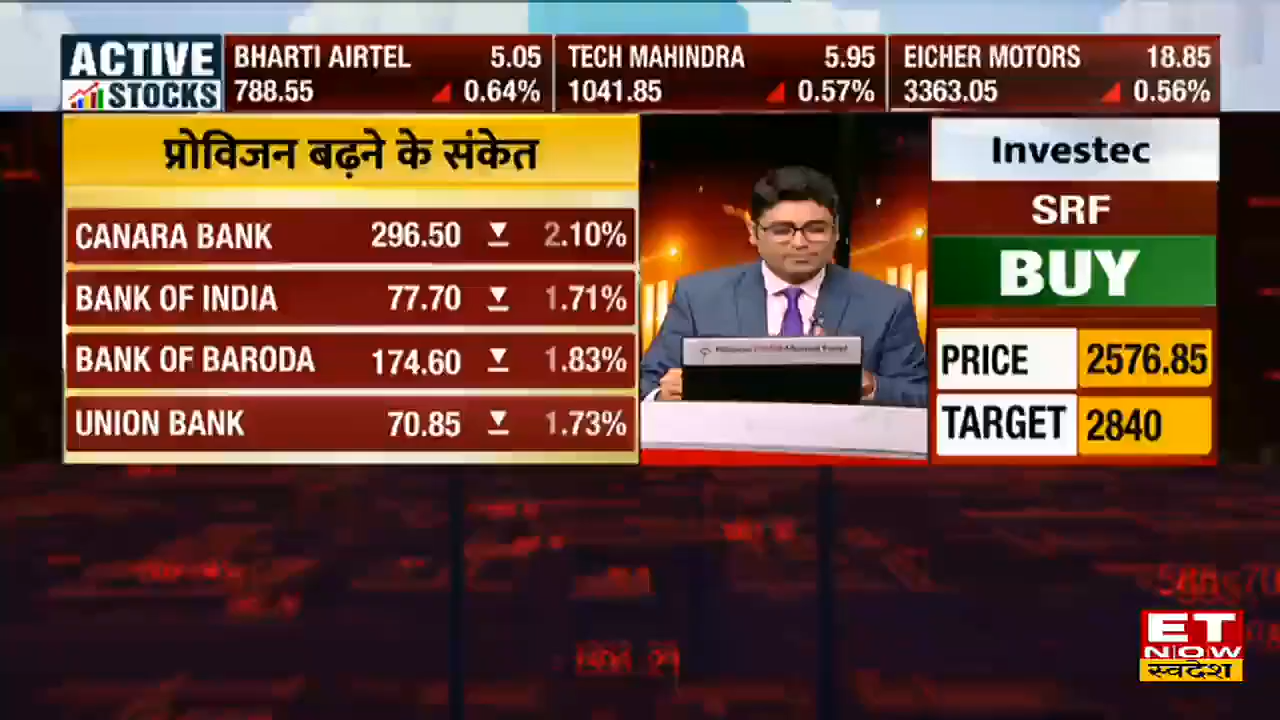 ACTIVE STOCKS
BHARTI AIRTEL 5.05
788.55 0.64%
TECH MAHINDRA 5.95
1041.85 0.57%
EICHER MOTORS 18.85
3363.05 0.56%
प्रोविजन बढ़ने के संकेत
CANARA BANK 296.50 2.10%
BANK OF INDIA 77.70 1.71%
BANK OF BARODA 174.60 1.83%
UNION BANK 70.85 1.73%
Investec
SRF
BUY
PRICE 2576.85
TARGET 2840
ET
NOW
स्वदेश